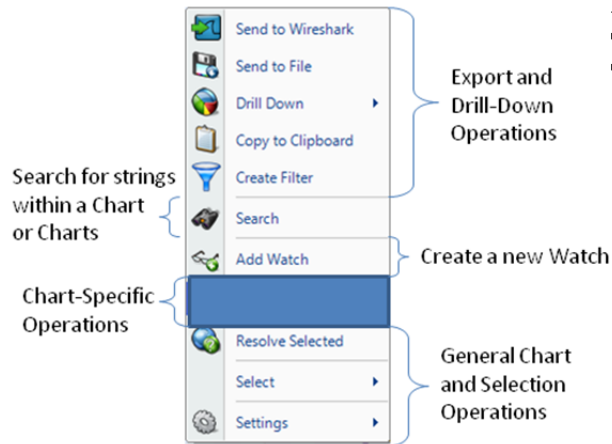 Send to Wireshark
Send to File
Drill Down
Copy to Clipboard
Create Filter
Search
Add Watch
Resolve Selected
Select
Settings
Export and
Drill-Down
Operations
Search for strings
within a Chart
or Charts
Create a new Watch
Chart-Specific
Operations
General Chart
and Selection
Operations